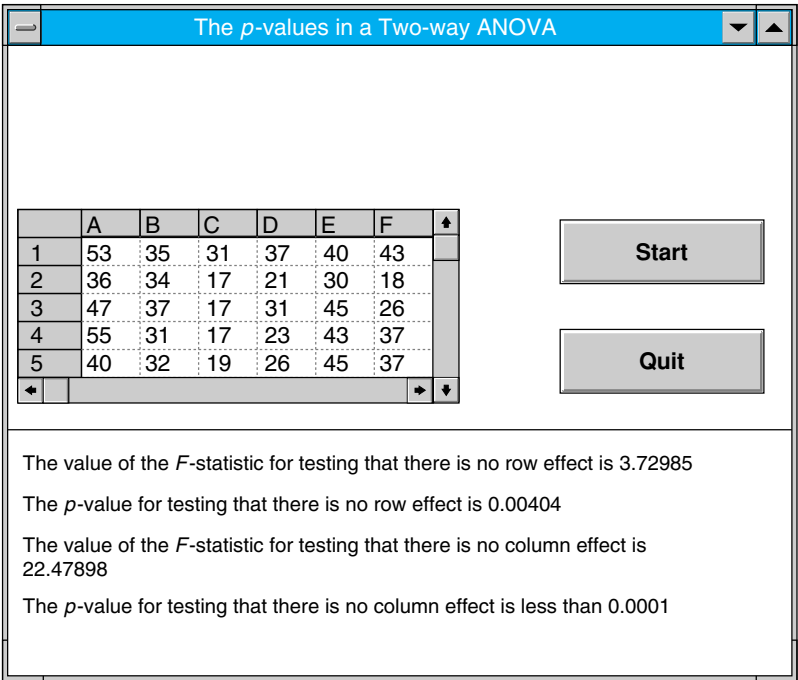 The p-values in a Two-way ANOVA
A B C D E F
1 53 35 31 37 40 43
2 36 34 17 21 30 18
3 47 37 17 31 45 26
4 55 31 17 23 43 37
5 40 32 19 26 45 37
Start
Quit
The value of the F-statistic for testing that there is no row effect is 3.72985
The p-value for testing that there is no row effect is 0.00404
The value of the F-statistic for testing that there is no column effect is
22.47898
The p-value for testing that there is no column effect is less than 0.0001